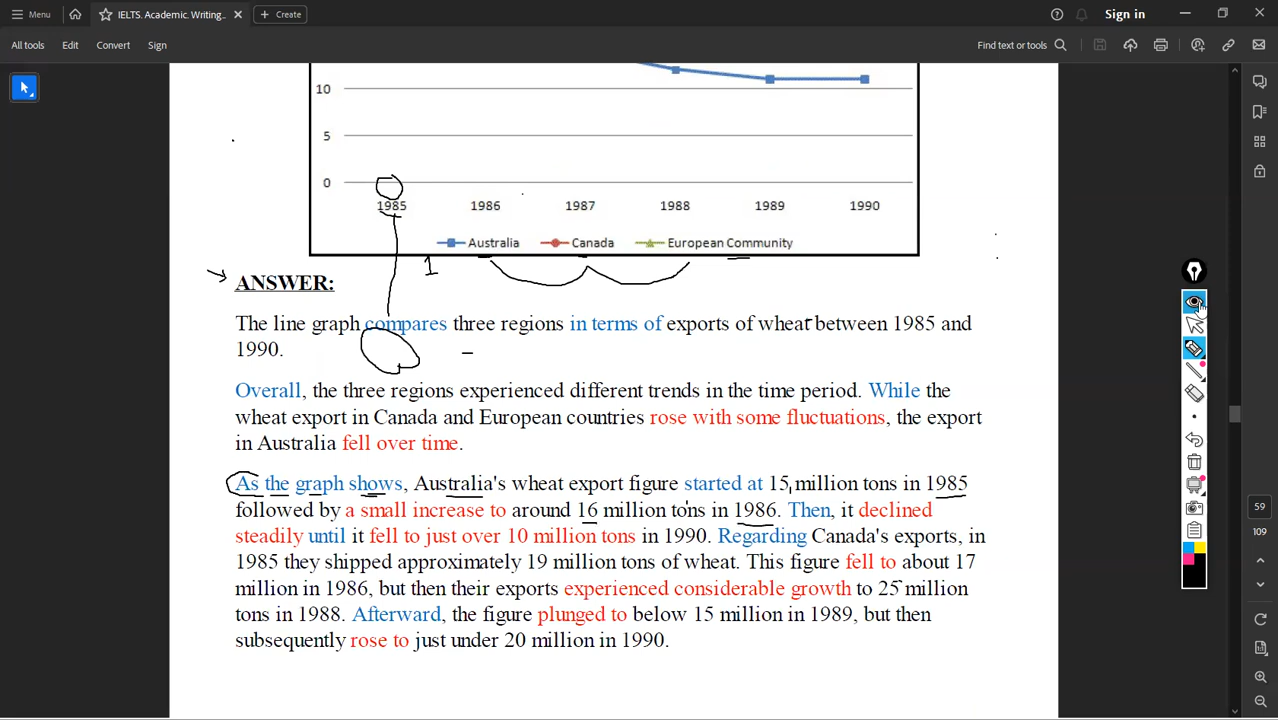 Menu
IELTS. Academic. Writing..
Create
Sign in
All tools
Edit
Convert
Sign
Find text or tools
10
5
0
1985 1986 1987 1988 1989 1990
Australia Canada European Community
1
ANSWER:
The line graph compares three regions in terms of exports of wheat between 1985 and
1990.
Overall, the three regions experienced different trends in the time period. While the
wheat export in Canada and European countries rose with some fluctuations, the export
in Australia fell over time.
As the graph shows, Australia's wheat export figure started at 15 million tons in 1985
followed by a small increase to around 16 million tons in 1986. Then, it declined
steadily until it fell to just over 10 million tons in 1990. Regarding Canada's exports, in
1985 they shipped approximately 19 million tons of wheat. This figure fell to about 17
million in 1986, but then their exports experienced considerable growth to 25 million
tons in 1988. Afterward, the figure plunged to below 15 million in 1989, but then
subsequently rose to just under 20 million in 1990.
59
109